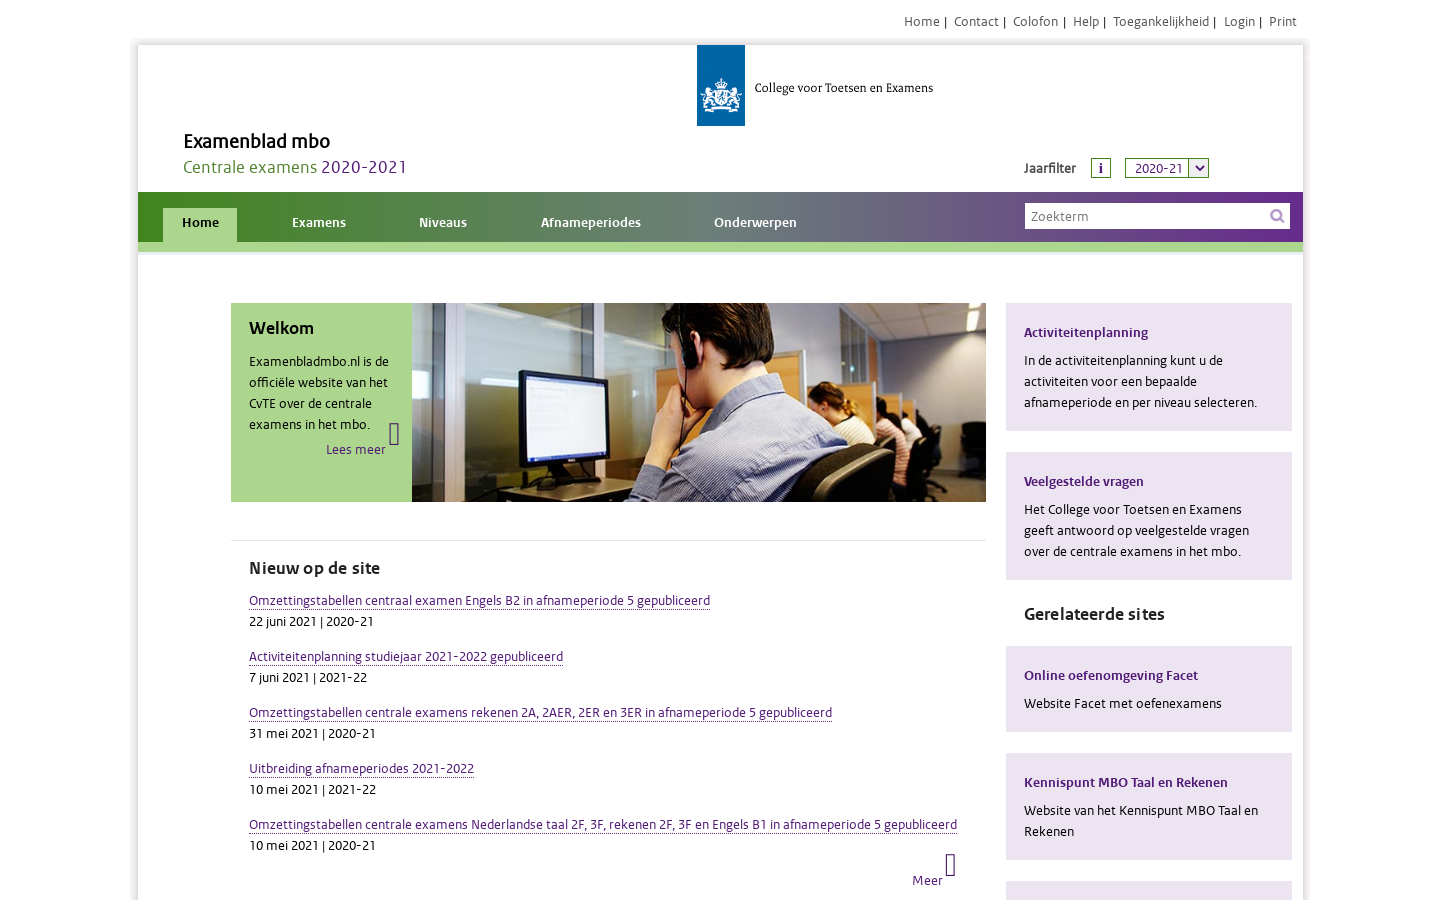 Home | Contact | Colofon | Help | Toegankelijkheid | Login | Print
College voor Toetsen en Examens
Examenblad mbo
Centrale examens 2020-2021
Jaarfilter i 2020-21
Home Examens Niveaus Afnameperiodes Onderwerpen Zoekterm
Welkom
Examenbladmbo.nl is de
officiële website van het
CvTE over de centrale
examens in het mbo.
Lees meer
Nieuw op de site
Omzettingstabellen centraal examen Engels B2 in afnameperiode 5 gepubliceerd
22 juni 2021 | 2020-21
Activiteitenplanning studiejaar 2021-2022 gepubliceerd
7 juni 2021 | 2021-22
Omzettingstabellen centrale examens rekenen 2A, 2AER, 2ER en 3ER in afnameperiode 5 gepubliceerd
31 mei 2021 | 2020-21
Uitbreiding afnameperiodes 2021-2022
10 mei 2021 | 2021-22
Omzettingstabellen centrale examens Nederlandse taal 2F, 3F, rekenen 2F, 3F en Engels B1 in afnameperiode 5 gepubliceerd
10 mei 2021 | 2020-21
Meer
Activiteitenplanning
In de activiteitenplanning kunt u de
activiteiten voor een bepaalde
afnameperiode en per niveau selecteren.
Veelgestelde vragen
Het College voor Toetsen en Examens
geeft antwoord op veelgestelde vragen
over de centrale examens in het mbo.
Gerelateerde sites
Online oefenomgeving Facet
Website Facet met oefenexamens
Kennispunt MBO Taal en Rekenen
Website van het Kennispunt MBO Taal en
Rekenen